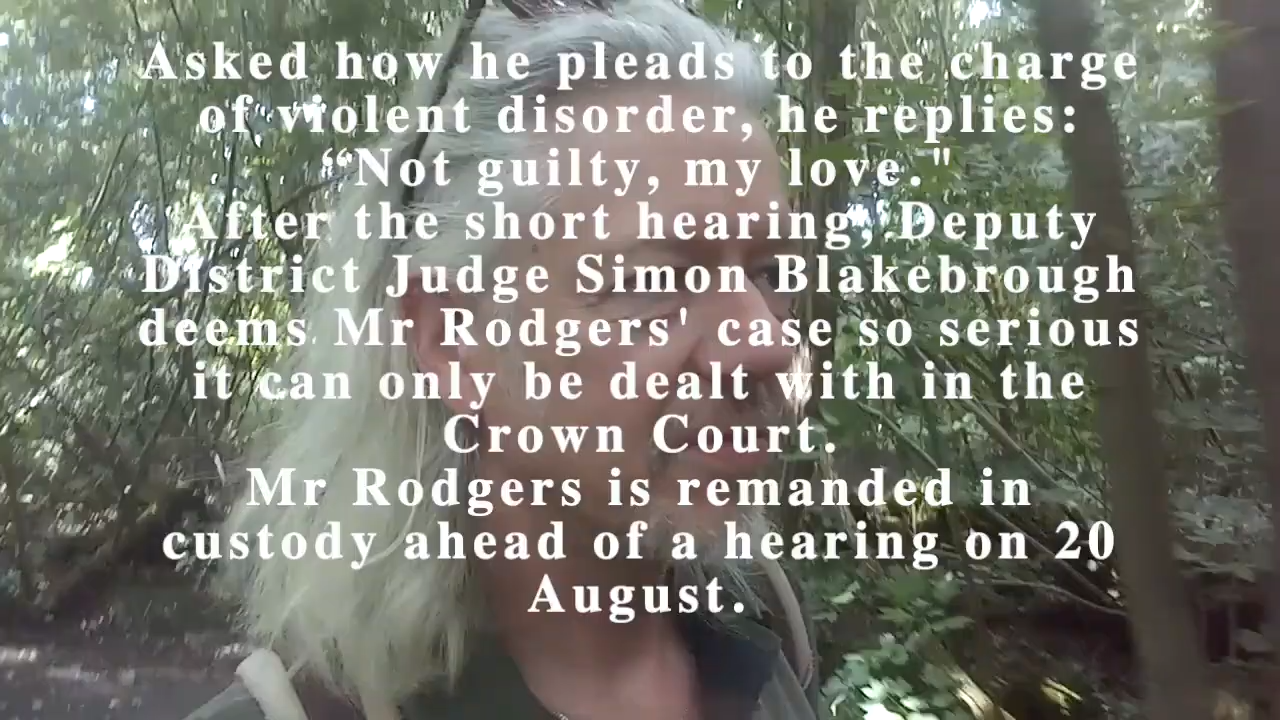 Asked how he pleads to the charge
of violent disorder, he replies:
“Not guilty, my love."
After the short hearing, Deputy
District Judge Simon Blakebrough
deems Mr Rodgers' case so serious
it can only be dealt with in the
Crown Court.
Mr Rodgers is remanded in
custody ahead of a hearing on 20
August.